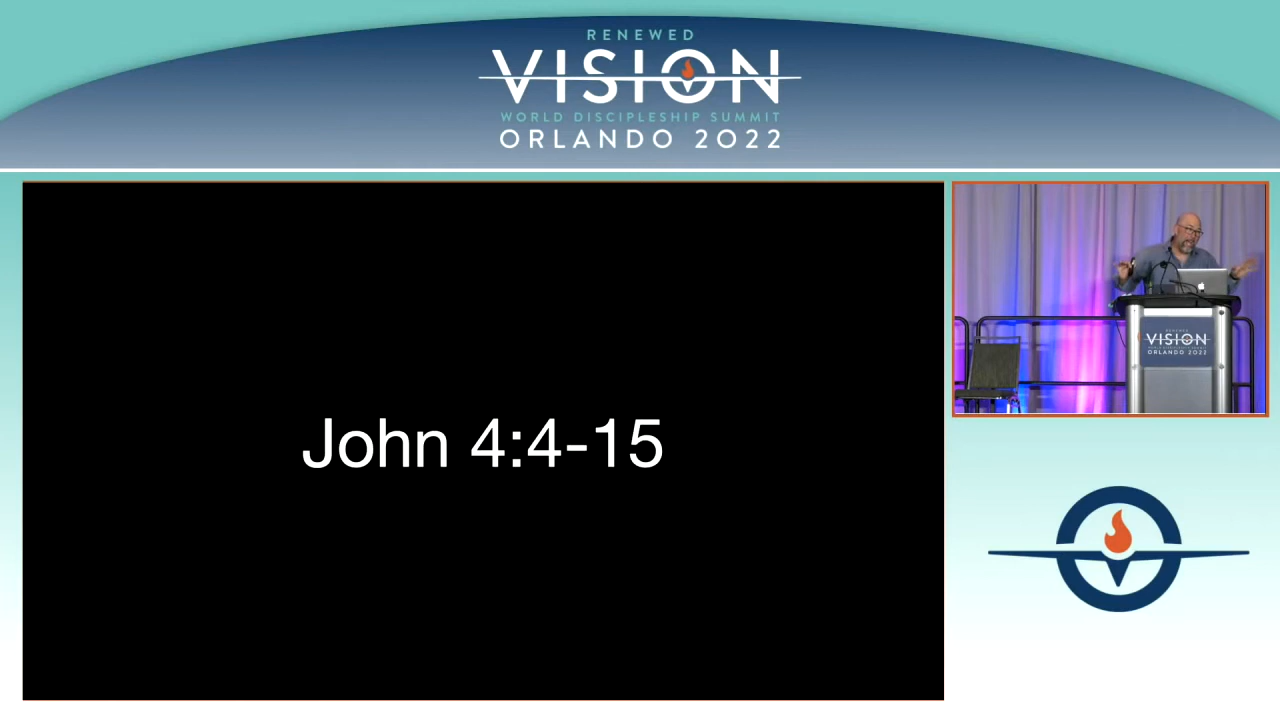 RENEWED
VISION
WORLD DISCIPLESHIP SUMMIT
ORLANDO 2022
John 4:4-15
VISION
ORLANDO 2022